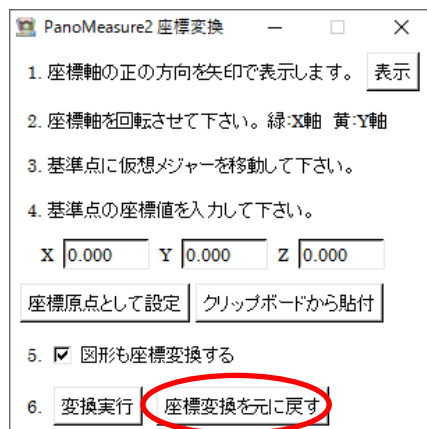 PanoMeasure2 座標変換
1. 座標軸の正の方向を矢印で表示します。 表示
2. 座標軸を回転させて下さい。緑:X軸 黄:Y軸
3. 基準点に仮想メジャーを移動して下さい。
4. 基準点の座標値を入力して下さい。
X 0.000 Y 0.000 Z 0.000
座標原点として設定 クリップボードから貼付
5. 図形も座標変換する
6. 変換実行 座標変換を元に戻す